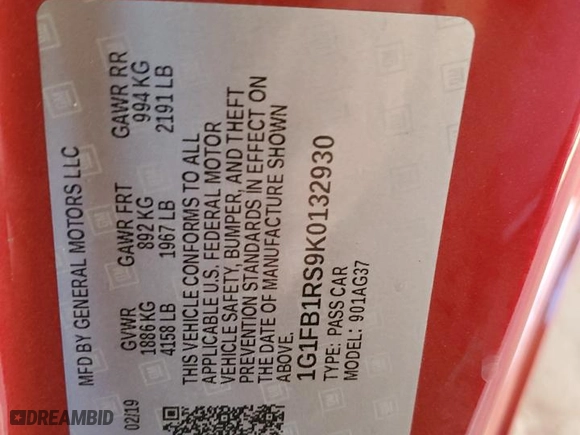 MFD BY GENERAL MOTORS LLC
02/19
GVWR
1886 KG
4158 LB
GAWR FRT
892 KG
1967 LB
GAWR RR
994 KG
2191 LB
THIS VEHICLE CONFORMS TO ALL
APPLICABLE U.S. FEDERAL MOTOR
VEHICLE SAFETY, BUMPER, AND THEFT
PREVENTION STANDARDS IN EFFECT ON
THE DATE OF MANUFACTURE SHOWN
ABOVE.
1G1FB1RS9K0132930
TYPE: PASS CAR
MODEL: 901AG37
DREAMBID